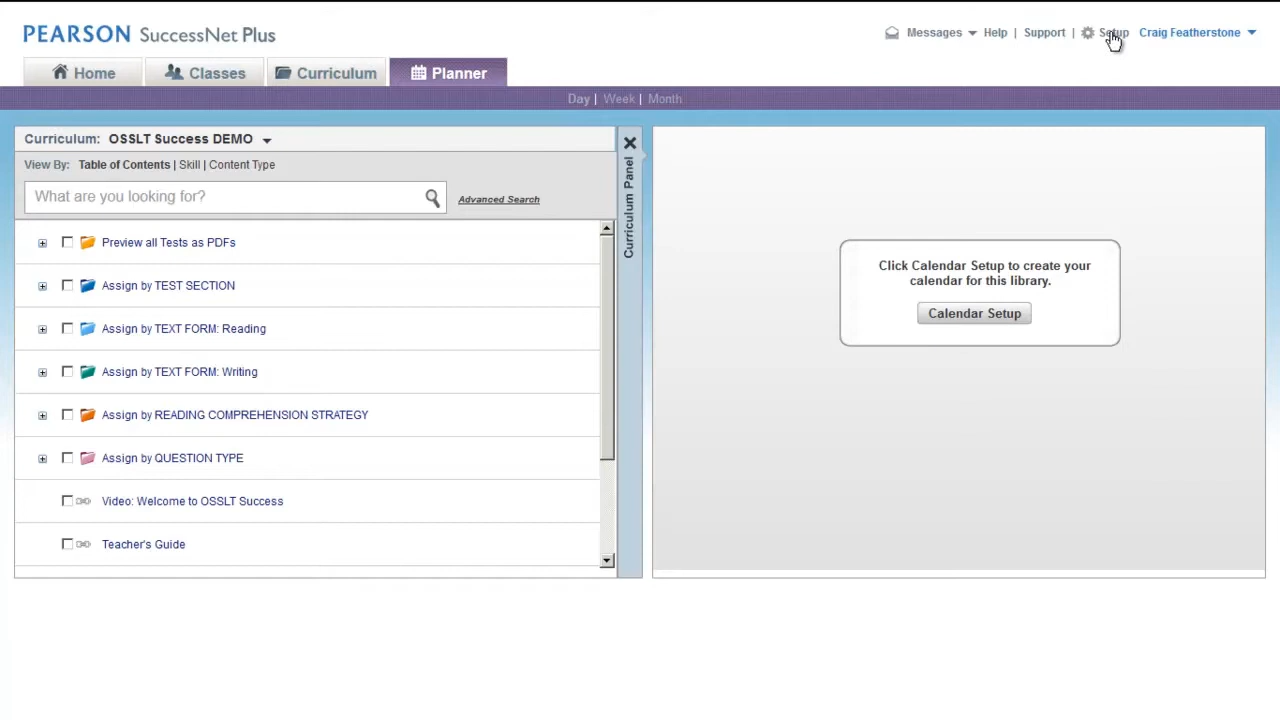 PEARSON SuccessNet Plus
Messages Help | Support | Setup Craig Featherstone
Home Classes Curriculum Planner
Day | Week | Month
Curriculum: OSSLT Success DEMO
View By: Table of Contents | Skill | Content Type
What are you looking for? Advanced Search
Curriculum Panel
Preview all Tests as PDFs
Assign by TEST SECTION
Assign by TEXT FORM: Reading
Assign by TEXT FORM: Writing
Assign by READING COMPREHENSION STRATEGY
Assign by QUESTION TYPE
Video: Welcome to OSSLT Success
Teacher's Guide
Click Calendar Setup to create your
calendar for this library.
Calendar Setup